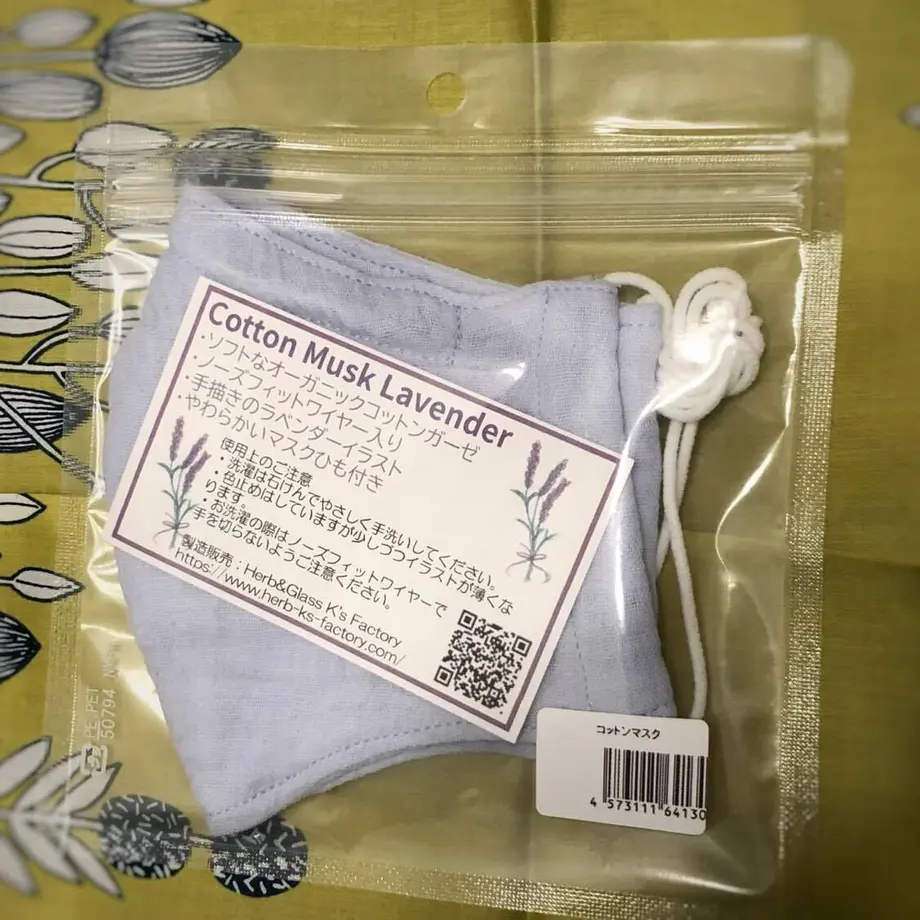 Cotton Musk Lavender
・ソフトなオーガニックコットンガーゼ
・ノーズフィットワイヤー入り
・手描きのラベンダーイラスト
・やわらかいマスクひも付き
使用上のご注意
・洗濯は石けんでやさしく手洗いしてください。
・色止めはしていますが少しづつイラストが薄くな
ります。
・お洗濯の際はノーズフィットワイヤーで
手を切らないようご注意ください。
製造販売：Herb&Glass K's Factory
https://www.herb-ks-factory.com/
コットンマスク
4 573111 64130
PE, PET
50794